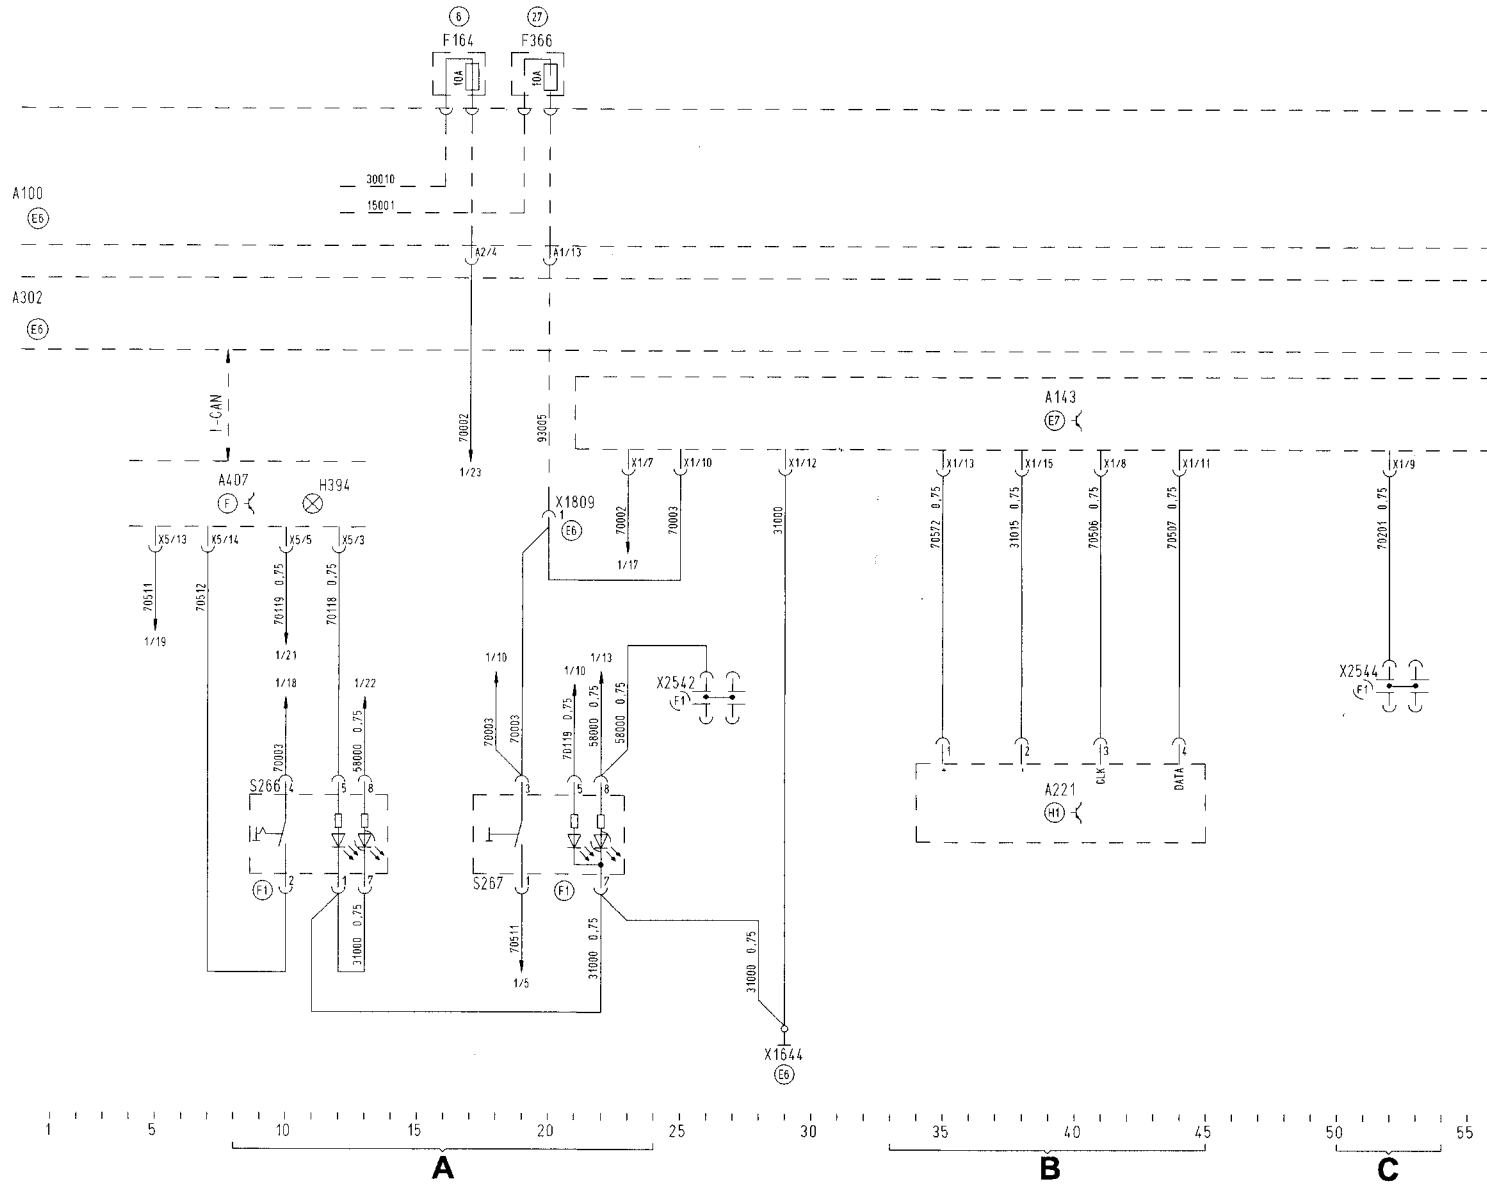 6 27
F164 F366
10A 10A
30010
15001
A100
E6
A2/4 A1/13
A302
E6
I-CAN
70002
93005
1/23
A143
E7
X1/7 X1/10 X1/12 X1/13 X1/15 X1/8 X1/11 X1/9
A407 H394
F
X1809
1
E6
70002
70003
31000
70572 0.75
31015 0.75
70506 0.75
70507 0.75
70201 0.75
1/17
X5/13 X5/14 X5/5 X5/3
70511
70512
70119 0.75
70118 0.75
1/19
1/21
1/18 1/22
1/10 1/10 1/13
X2542
F1
X2544
F1
70003
58000 0.75
70003
70003
70119 0.75
58000 0.75
58000 0.75
S266 4 5 8
3 5 8
1 2 3 4
CLK
DATA
A221
H1
F1 2 1 7
S267 1 F1 7
31000 0.75
70511
31000 0.75
31000 0.75
1/5
X1644
E6
1 5 10 15 20 25 30 35 40 45 50 55
A B C